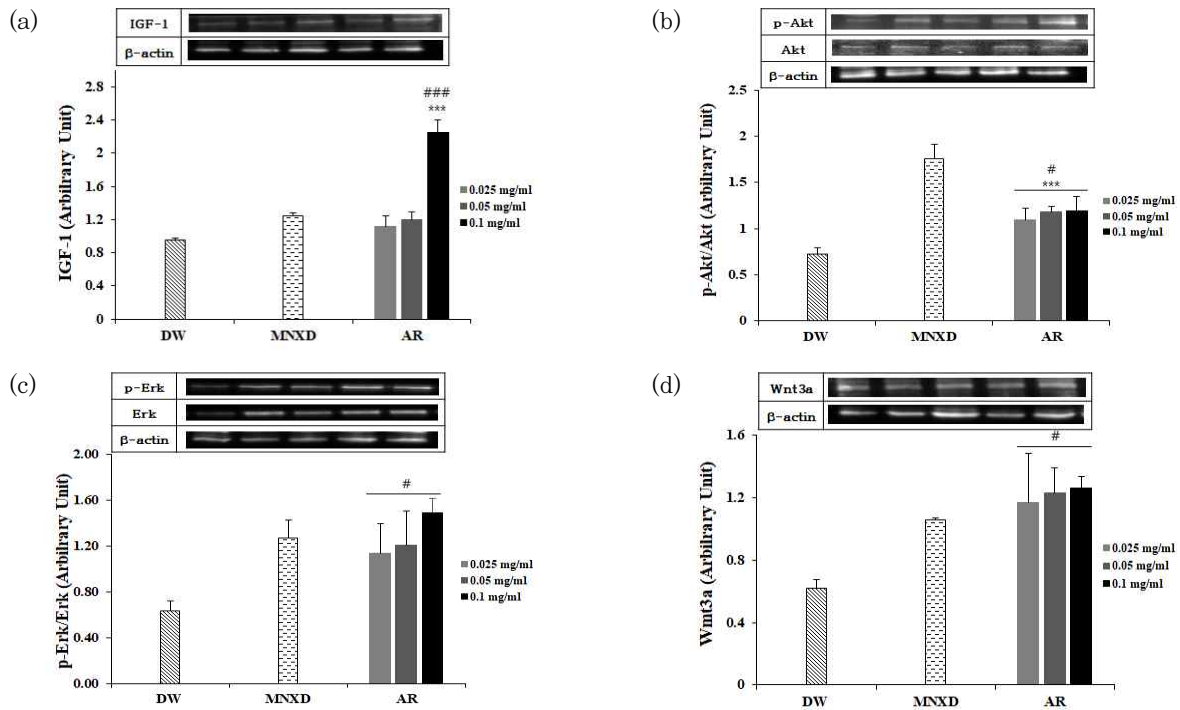 (a)
IGF-1
β-actin
2.8
2.4
2
1.6
1.2
0.8
0.4
0
IGF-1 (Arbilrary Unit)
###
***
0.025 mg/ml
0.05 mg/ml
0.1 mg/ml
DW MNXD AR
(b)
p-Akt
Akt
β-actin
2.5
2
1.5
1
0.5
0
p-Akt/Akt (Arbilrary Unit)
#
***
0.025 mg/ml
0.05 mg/ml
0.1 mg/ml
DW MNXD AR
(c)
p-Erk
Erk
β-actin
2.00
1.60
1.20
0.80
0.40
0.00
p-Erk/Erk (Arbilrary Unit)
#
0.025 mg/ml
0.05 mg/ml
0.1 mg/ml
DW MNXD AR
(d)
Wnt3a
β-actin
1.6
1.2
0.8
0.4
0
Wmt3a (Arbilrary Unit)
#
0.025 mg/ml
0.05 mg/ml
0.1 mg/ml
DW MNXD AR